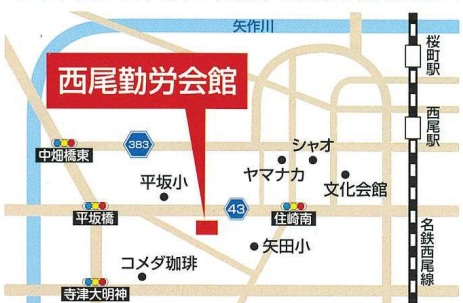 矢作川
桜町駅
西尾勤労会館
西尾駅
383
シャオ
中畑橋東
ヤマナカ
平坂小
文化会館
平坂橋
43
住崎南
矢田小
名鉄西尾線
コメダ珈琲
寺津大明神